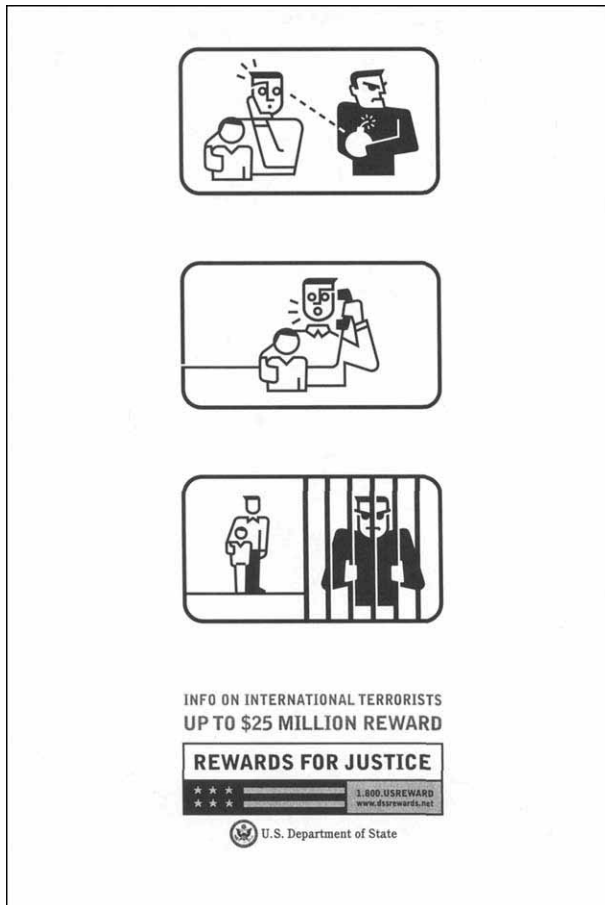 INFO ON INTERNATIONAL TERRORISTS
UP TO $25 MILLION REWARD
REWARDS FOR JUSTICE
1.800.USREWARD
www.dssrewards.net
U.S. Department of State